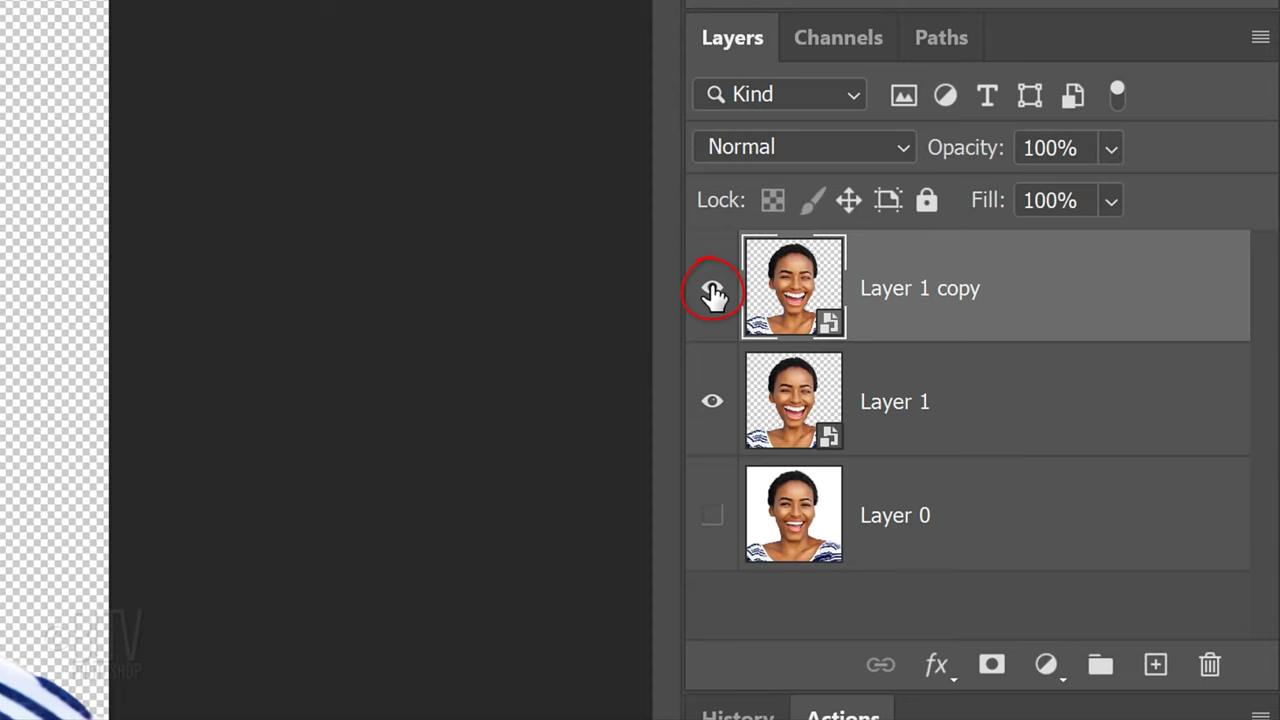 Layers Channels Paths
Kind
Normal Opacity: 100%
Lock: Fill: 100%
Layer 1 copy
Layer 1
Layer 0
fx
History Actions